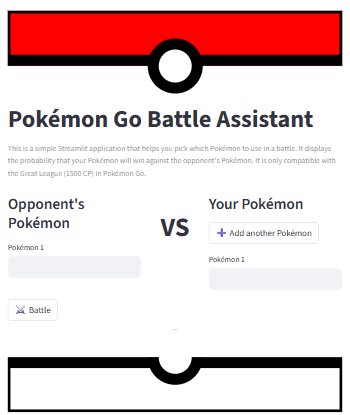 Pokémon Go Battle Assistant
This is a simple Streamlit application that helps you pick which Pokémon to use in a battle. It displays
the probability that your Pokémon will win against the opponent's Pokémon. It is only compatible with
the Great League (1500 CP) in Pokémon Go.
Opponent's
Pokémon
Pokémon 1
Battle
VS
Your Pokémon
Add another Pokémon
Pokémon 1